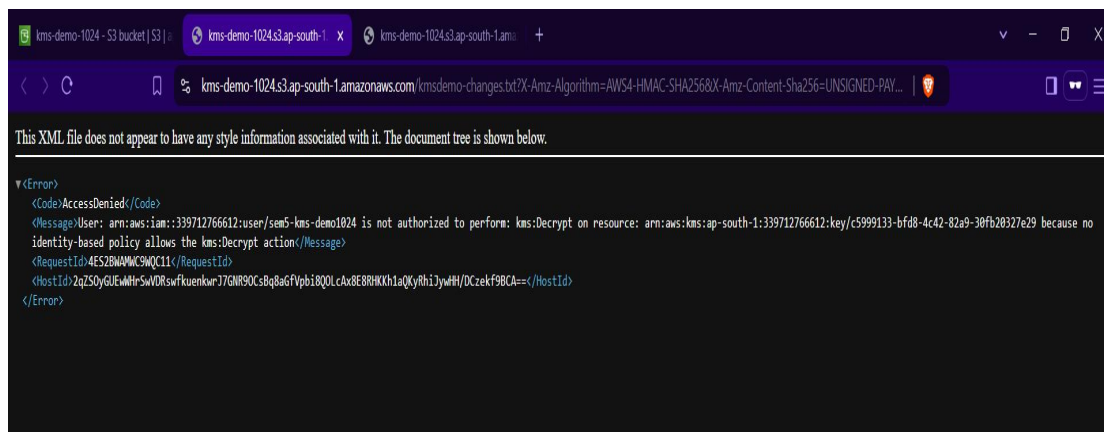 kms-demo-1024 - S3 bucket | S3 | a
kms-demo-1024.s3.ap-south-1.
kms-demo-1024.s3.ap-south-1.ama
kms-demo-1024.s3.ap-south-1.amazonaws.com/kmsdemo-changes.txt?X-Amz-Algorithm=AWS4-HMAC-SHA256&X-Amz-Content-Sha256=UNSIGNED-PAY...
This XML file does not appear to have any style information associated with it. The document tree is shown below.
▼<Error>
<Code>AccessDenied</Code>
<Message>User: arn:aws:iam::339712766612:user/sem5-kms-demo1024 is not authorized to perform: kms:Decrypt on resource: arn:aws:kms:ap-south-1:339712766612:key/c5999133-bfd8-4c42-82a9-30fb20327e29 because no
identity-based policy allows the kms:Decrypt action</Message>
<RequestId>4ES2BWAMWC9WQC11</RequestId>
<HostId>2qZSOyGUEwWHrSwVDRswfkuenkwrJ7GNR9OCsBq8aGfVpbi8QOLcAx8E8RHKKh1aQKyRhiJywHH/DCzekf9BCA==</HostId>
</Error>